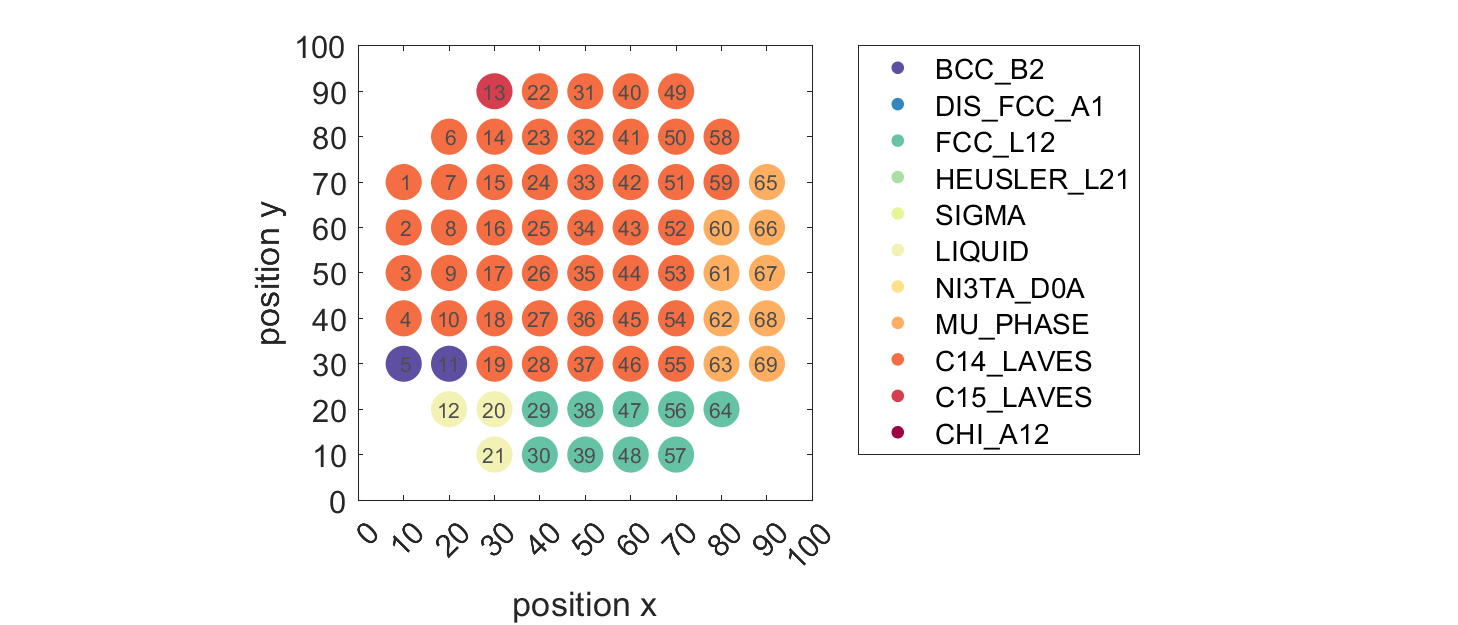 100
90
80
70
60
50
40
30
20
10
0
position y
13 22 31 40 49
6 14 23 32 41 50 58
1 7 15 24 33 42 51 59 65
2 8 16 25 34 43 52 60 66
3 9 17 26 35 44 53 61 67
4 10 18 27 36 45 54 62 68
5 11 19 28 37 46 55 63 69
12 20 29 38 47 56 64
21 30 39 48 57
0 10 20 30 40 50 60 70 80 90 100
position x
BCC_B2
DIS_FCC_A1
FCC_L12
HEUSLER_L21
SIGMA
LIQUID
NI3TA_D0A
MU_PHASE
C14_LAVES
C15_LAVES
CHI_A12